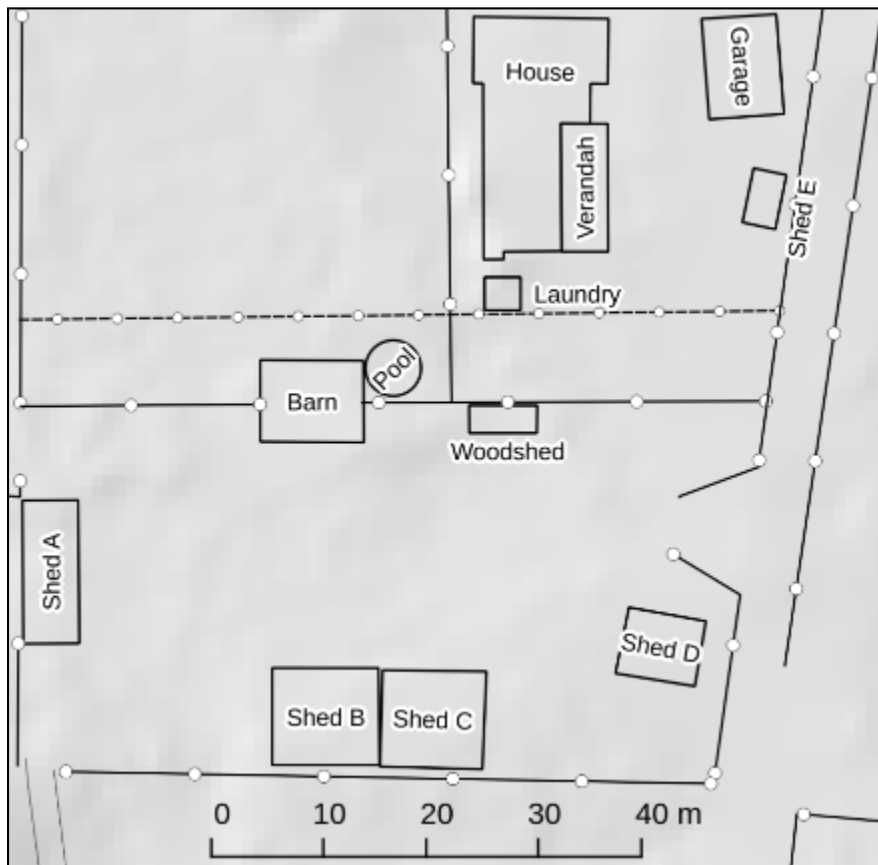 House
Garage
Verandah
Shed E
Laundry
Pool
Barn
Woodshed
Shed A
Shed D
Shed B
Shed C
0 10 20 30 40 m